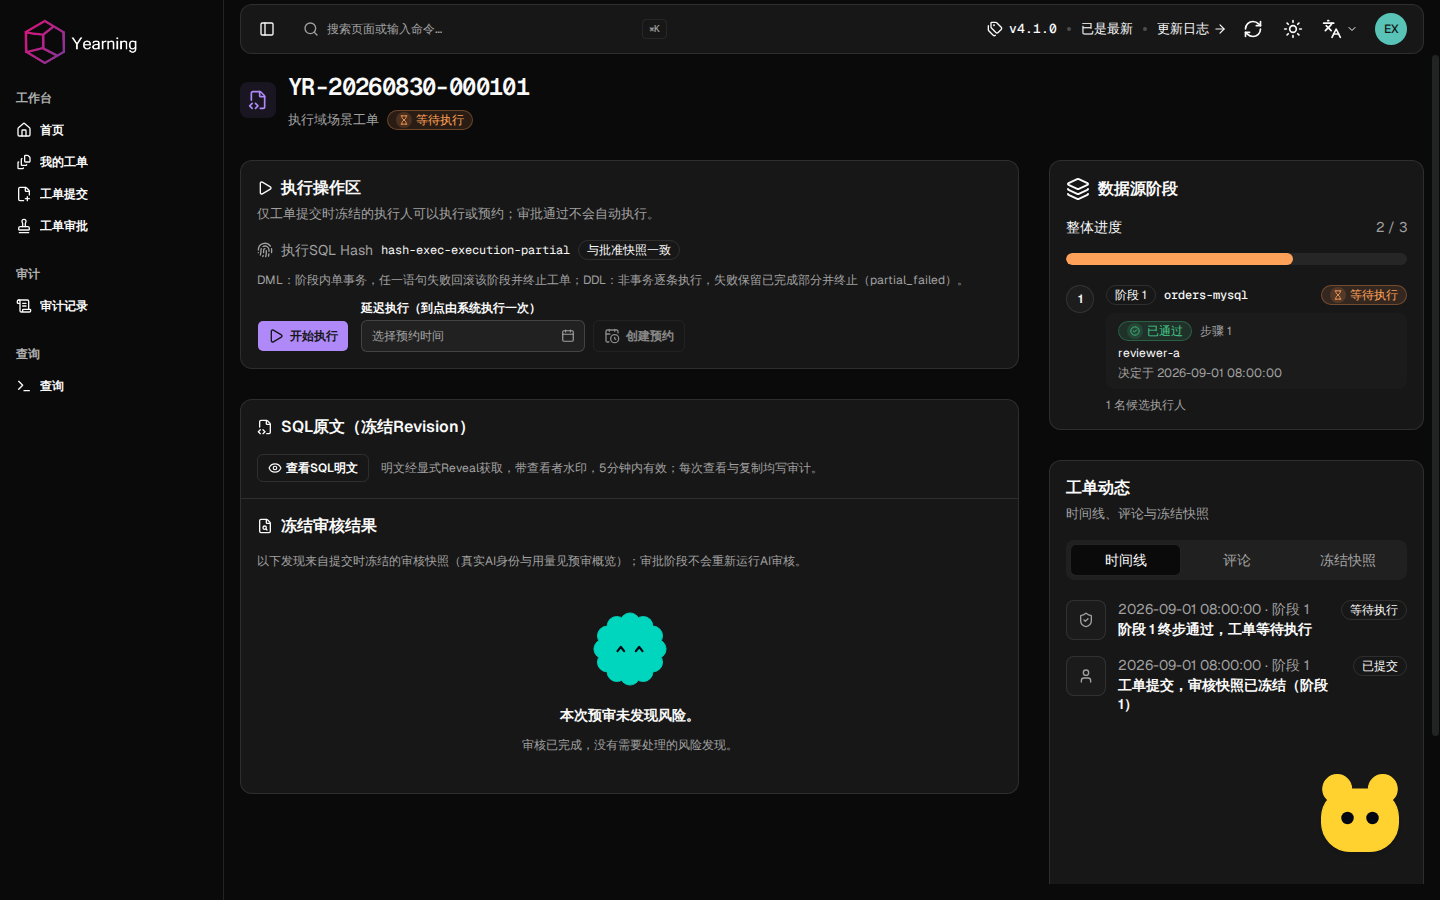 Yearning
工作台
首页
我的工单
工单提交
工单审批
审计
审计记录
查询
查询
搜索页面或输入命令...
⌘K
v4.1.0 • 已是最新 • 更新日志 →
EX
YR-20260830-000101
执行域场景工单 等待执行
执行操作区
仅工单提交时冻结的执行人可以执行或预约；审批通过不会自动执行。
执行SQL Hash hash-exec-execution-partial 与批准快照一致
DML：阶段内单事务，任一语句失败回滚该阶段并终止工单；DDL：非事务逐条执行，失败保留已完成部分并终止（partial_failed）。
延迟执行（到点由系统执行一次）
开始执行 选择预约时间 创建预约
SQL原文（冻结Revision）
查看SQL明文 明文经显式Reveal获取，带查看者水印，5分钟内有效；每次查看与复制均写审计。
冻结审核结果
以下发现来自提交时冻结的审核快照（真实AI身份与用量见预审概览）；审批阶段不会重新运行AI审核。
本次预审未发现风险。
审核已完成，没有需要处理的风险发现。
数据源阶段
整体进度 2 / 3
1 阶段 1 orders-mysql 等待执行
已通过 步骤 1
reviewer-a
决定于 2026-09-01 08:00:00
1 名候选执行人
工单动态
时间线、评论与冻结快照
时间线 评论 冻结快照
2026-09-01 08:00:00 · 阶段 1 等待执行
阶段 1 终步通过，工单等待执行
2026-09-01 08:00:00 · 阶段 1 已提交
工单提交，审核快照已冻结（阶段
1）